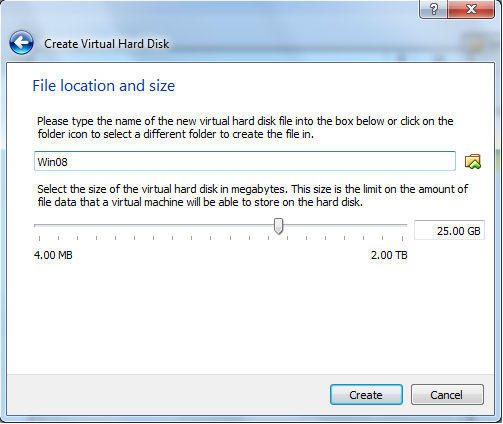 ?
Create Virtual Hard Disk
File location and size
Please type the name of the new virtual hard disk file into the box below or click on the
folder icon to select a different folder to create the file in.
Win08
Select the size of the virtual hard disk in megabytes. This size is the limit on the amount of
file data that a virtual machine will be able to store on the hard disk.
25.00 GB
4.00 MB 2.00 TB
Create Cancel